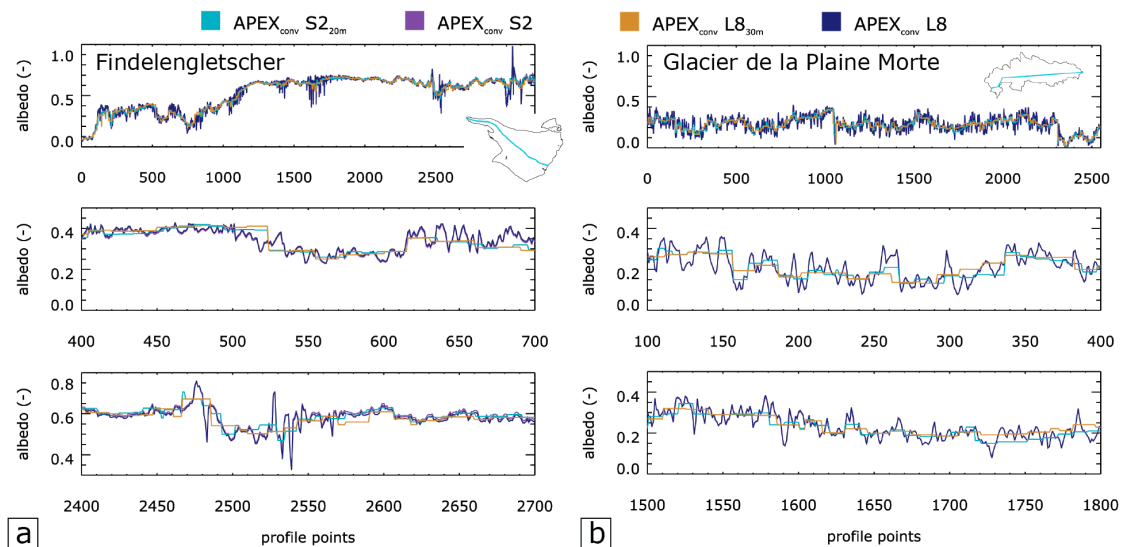 APEXconv S220m APEXconv S2 APEXconv L830m APEXconv L8
Findelengletscher
albedo (-)
1.0
0.5
0.0
0 500 1000 1500 2000 2500
albedo (-)
0.4
0.2
0.0
400 450 500 550 600 650 700
albedo (-)
0.8
0.6
0.4
2400 2450 2500 2550 2600 2650 2700
a
profile points
Glacier de la Plaine Morte
albedo (-)
1.0
0.5
0.0
0 500 1000 1500 2000 2500
albedo (-)
0.4
0.2
0.0
100 150 200 250 300 350 400
albedo (-)
0.4
0.2
0.0
1500 1550 1600 1650 1700 1750 1800
b
profile points